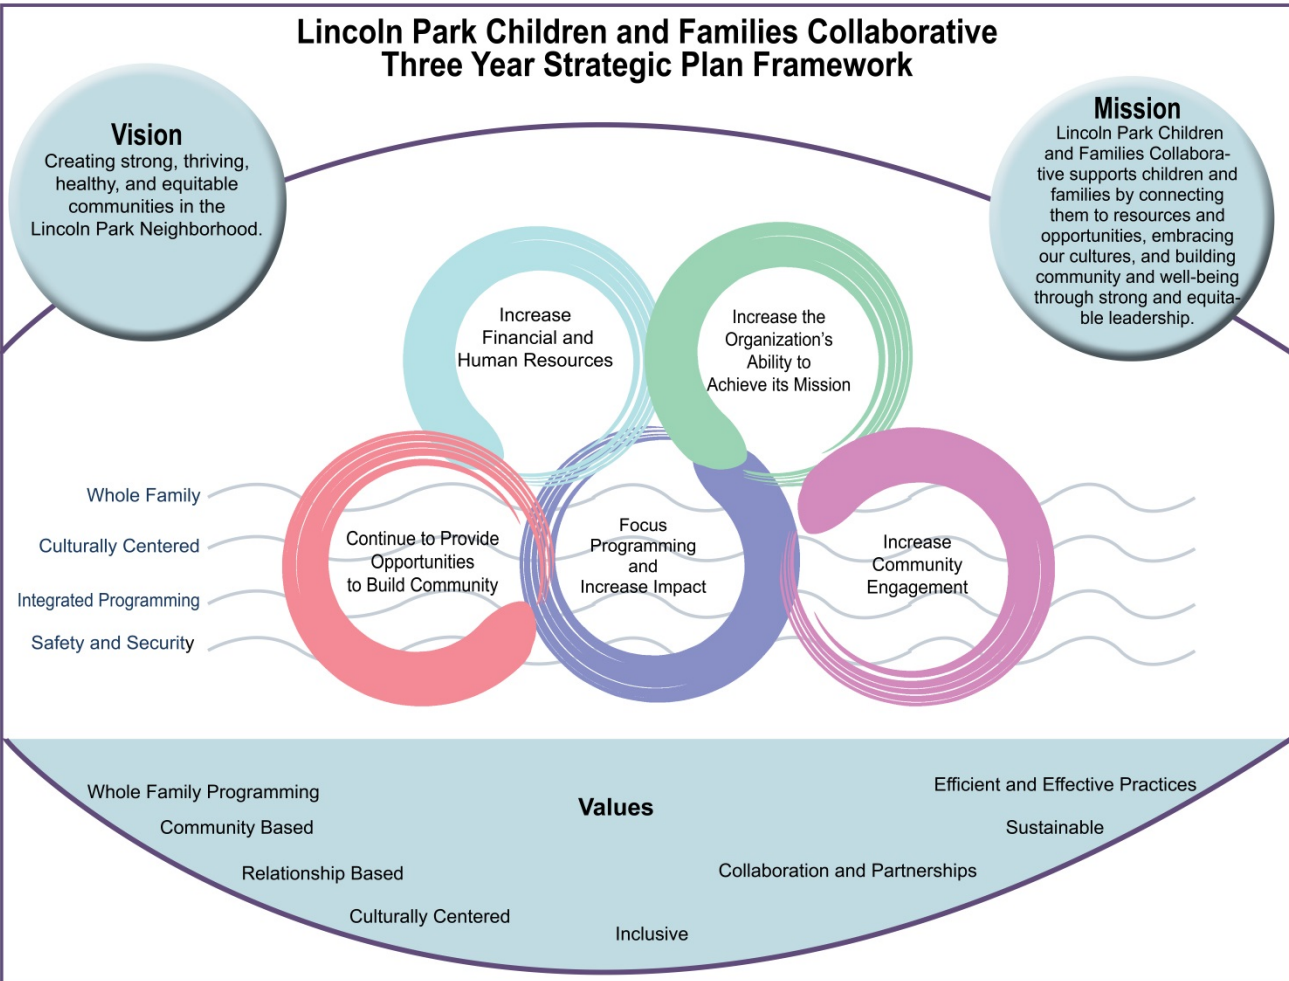 Lincoln Park Children and Families Collaborative
Three Year Strategic Plan Framework
Vision
Creating strong, thriving,
healthy, and equitable
communities in the
Lincoln Park Neighborhood.
Mission
Lincoln Park Children
and Families Collabora-
tive supports children and
families by connecting
them to resources and
opportunities, embracing
our cultures, and building
community and well-being
through strong and equita-
ble leadership.
Increase
Financial and
Human Resources
Increase the
Organization's
Ability to
Achieve its Mission
Whole Family
Culturally Centered
Integrated Programming
Safety and Security
Continue to Provide
Opportunities
to Build Community
Focus
Programming
and
Increase Impact
Increase
Community
Engagement
Values
Whole Family Programming
Community Based
Relationship Based
Culturally Centered
Inclusive
Collaboration and Partnerships
Sustainable
Efficient and Effective Practices